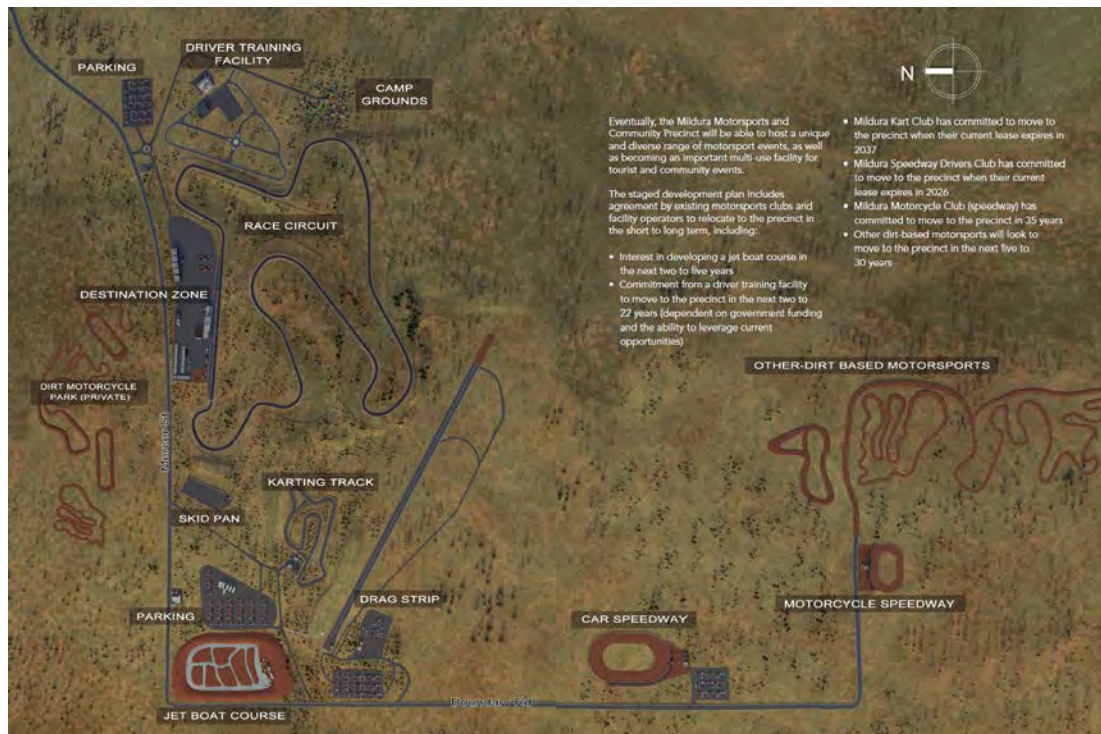 DRIVER TRAINING
FACILITY
PARKING
CAMP
GROUNDS
N
Eventually, the Mildura Motorsports and
Community Precinct will be able to host a unique
and diverse range of motorsport events, as well
as becoming an important multi-use facility for
tourist and community events.
The staged development plan includes
agreement by existing motorsports clubs and
facility operators to relocate to the precinct in
the short to long term, including:
• Interest in developing a jet boat course in
the next two to five years
• Commitment from a driver training facility
to move to the precinct in the next two to
22 years (dependent on government funding
and the ability to leverage current
opportunities)
• Mildura Kart Club has committed to move to
the precinct when their current lease expires in
2037
• Mildura Speedway Drivers Club has committed
to move to the precinct when their current
lease expires in 2026
• Mildura Motorcycle Club (speedway) has
committed to move to the precinct in 35 years
• Other dirt-based motorsports will look to
move to the precinct in the next five to
30 years
RACE CIRCUIT
DESTINATION ZONE
DIRT MOTORCYCLE
PARK (PRIVATE)
OTHER-DIRT BASED MOTORSPORTS
KARTING TRACK
SKID PAN
DRAG STRIP
PARKING
CAR SPEEDWAY
MOTORCYCLE SPEEDWAY
Boundary Rd
JET BOAT COURSE